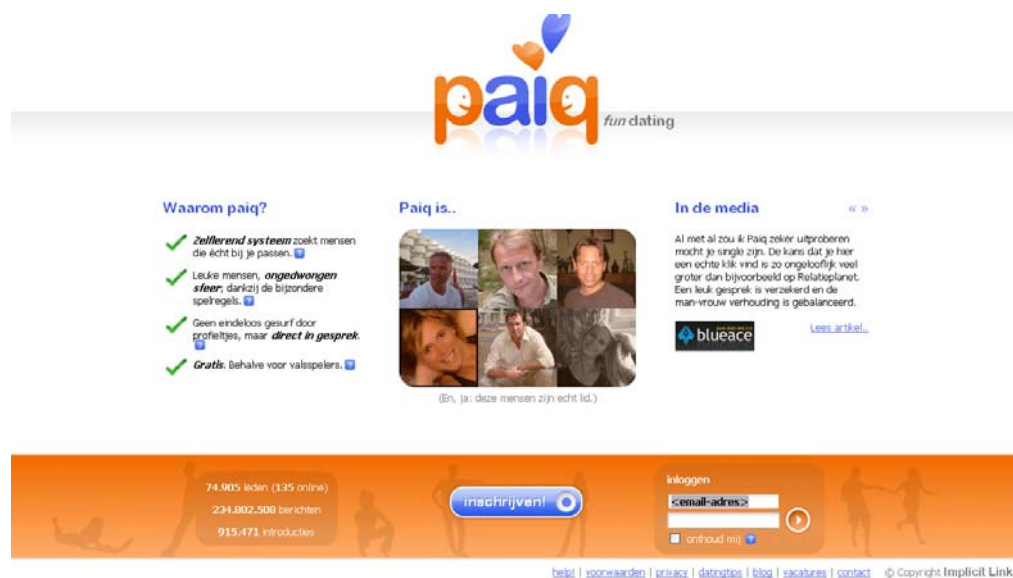 paiq
fun dating
Waarom paiq?
Zelflerend systeem zoekt mensen
die écht bij je passen. ?
Leuke mensen, ongedwongen
sfeer; dankzij de bijzondere
spelregels. ?
Geen eindeloos gesurf door
profieltjes, maar direct in gesprek.
?
Gratis. Behalve voor valsspelers. ?
Paiq is..
(En, ja: deze mensen zijn echt lid.)
In de media « »
Al met al zou ik Paiq zeker uitproberen
mocht je single zijn. De kans dat je hier
een echte klik vind is zo ongelooflijk veel
groter dan bijvoorbeeld op Relatieplanet.
Een leuk gesprek is verzekerd en de
man-vrouw verhouding is gebalanceerd.
blueace
Lees artikel..
74.905 leden (135 online)
234.802.508 berichten
915.471 introducties
inschrijven!
inloggen
<email-adres>
onthoud mij ?
help! | voorwaarden | privacy | datingtips | blog | vacatures | contact © Copyright Implicit Link